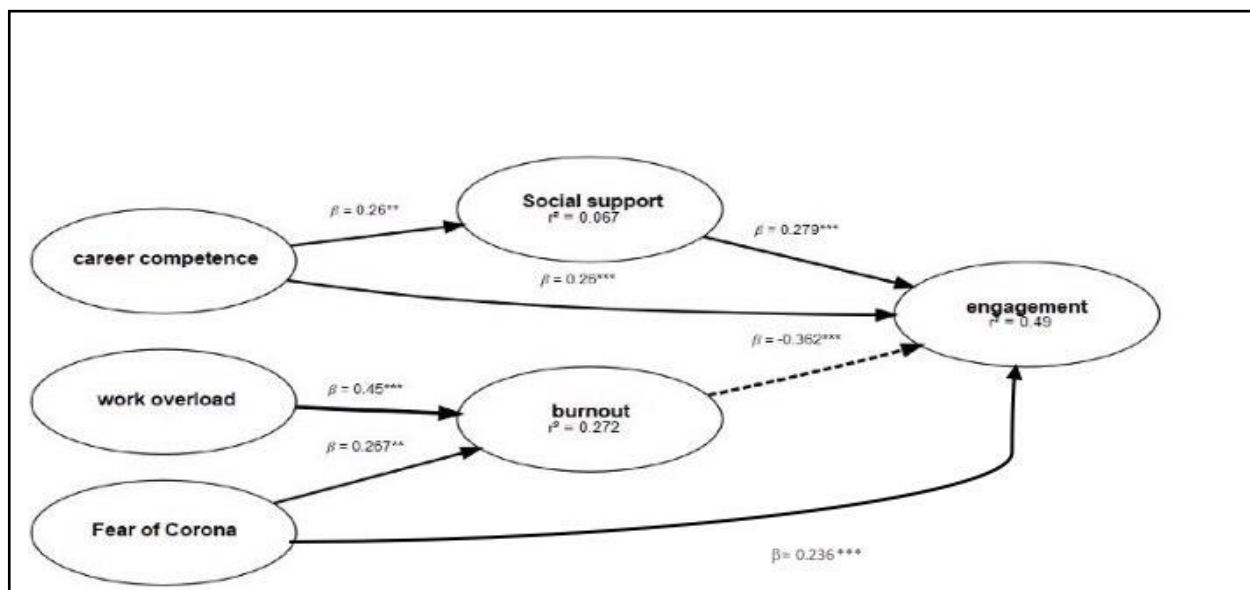 Social support
r² = 0.067
β = 0.26**
β = 0.279***
career competence
β = 0.26***
engagement
r² = 0.49
β = -0.362***
work overload
β = 0.45***
burnout
r² = 0.272
β = 0.267**
Fear of Corona
β = 0.236***